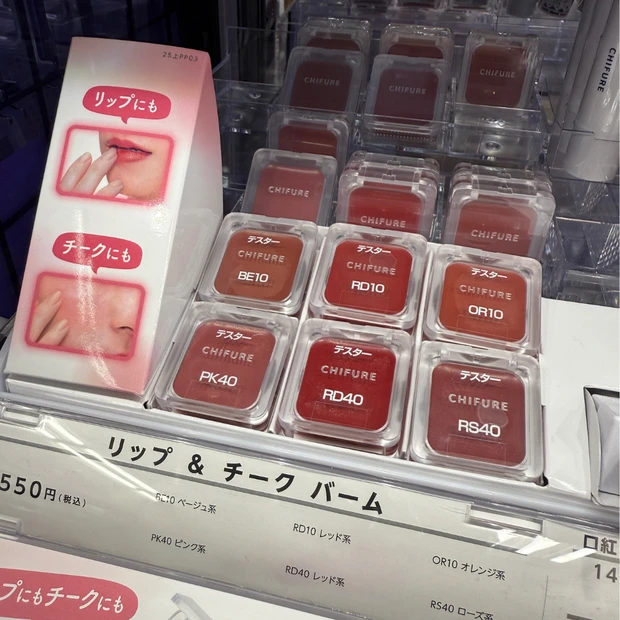 25上PP03
リップにも
チークにも
CHIFURE
CHIFURE
CHIFURE
CHIFURE
CHIFURE
CHIFURE
CHIFURE
CHIFURE
テスター
CHIFURE
BE10
テスター
CHIFURE
RD10
テスター
CHIFURE
OR10
テスター
CHIFURE
PK40
テスター
CHIFURE
RD40
テスター
CHIFURE
RS40
リップ & チーク バーム
550円(税込)
BE10 ベージュ系
RD10 レッド系
OR10 オレンジ系
PK40 ピンク系
RD40 レッド系
RS40 ローズ系
口紅
14
プにもチークにも